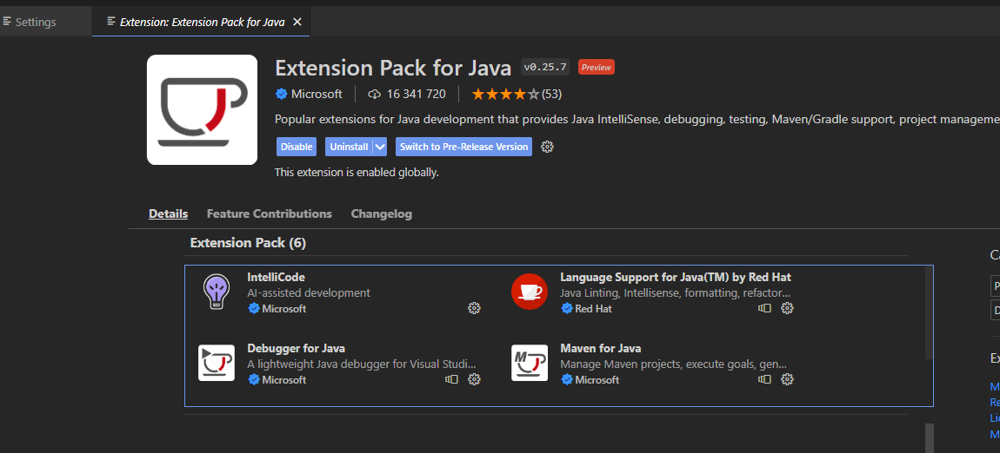 Settings
Extension: Extension Pack for Java
Extension Pack for Java v0.25.7 Preview
Microsoft 16 341 720 (53)
Popular extensions for Java development that provides Java IntelliSense, debugging, testing, Maven/Gradle support, project manageme
Disable Uninstall Switch to Pre-Release Version
This extension is enabled globally.
Details Feature Contributions Changelog
Extension Pack (6)
IntelliCode
AI-assisted development
Microsoft
Language Support for Java(TM) by Red Hat
Java Linting, Intellisense, formatting, refactor...
Red Hat
Debugger for Java
A lightweight Java debugger for Visual Studi...
Microsoft
M
Maven for Java
Manage Maven projects, execute goals, gen...
Microsoft
Ca
P
D
Ex
M
Re
Lic
M